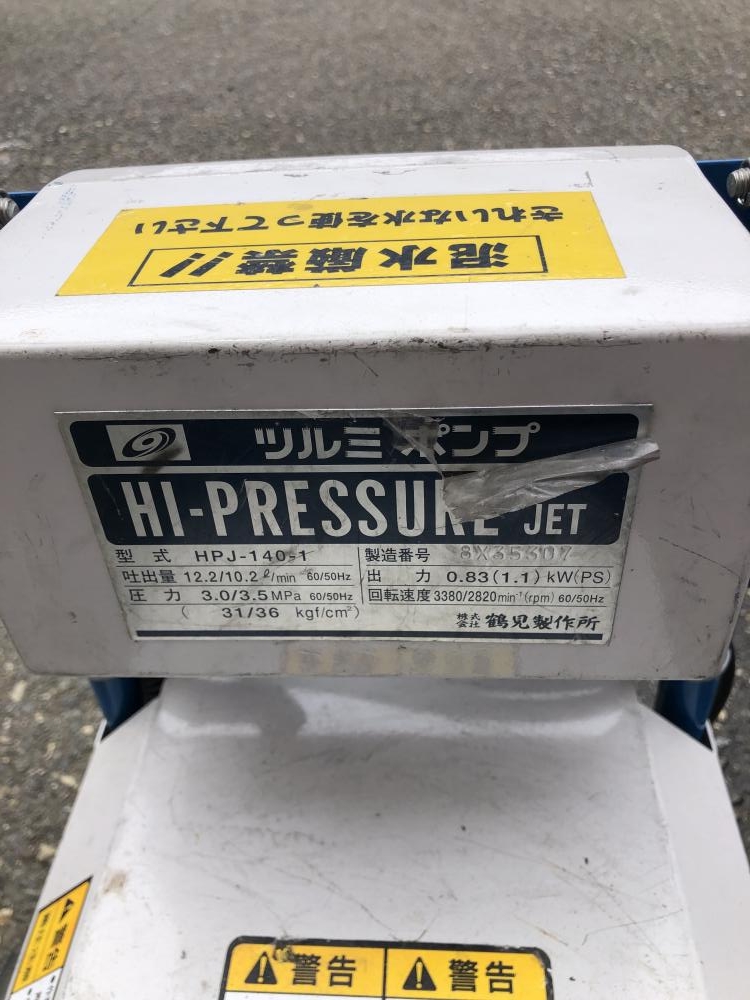 きれいな水を使って下さい
泥水厳禁!!
ツルミポンプ
HI-PRESSURE JET
型式 HPJ-140-1 製造番号 8X35307
吐出量 12.2/10.2 ℓ/min 60/50Hz 出力 0.83(1.1) kW(PS)
圧力 3.0/3.5 MPa 60/50Hz 回転速度 3380/2820 min⁻¹(rpm) 60/50Hz
( 31/36 kgf/cm² ) 株式会社 鶴見製作所
警告
警告 警告